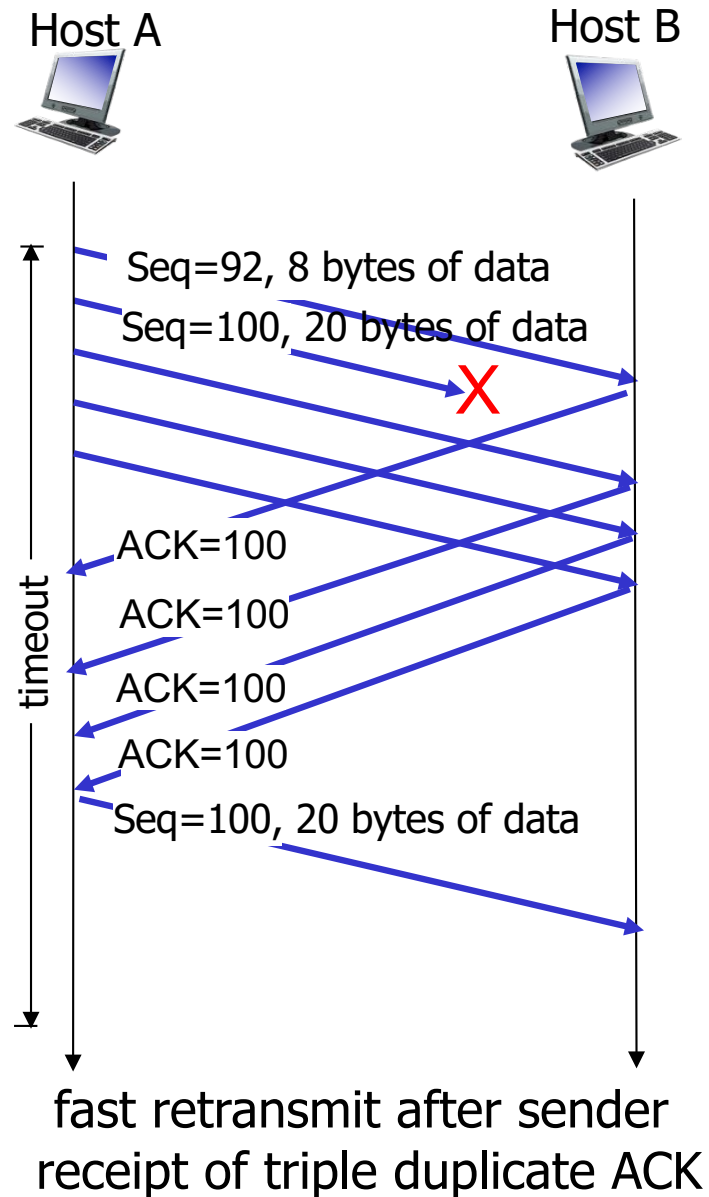 Host A
Host B
Seq=92, 8 bytes of data
Seq=100, 20 bytes of data
X
ACK=100
ACK=100
timeout
ACK=100
ACK=100
Seq=100, 20 bytes of data
fast retransmit after sender
receipt of triple duplicate ACK